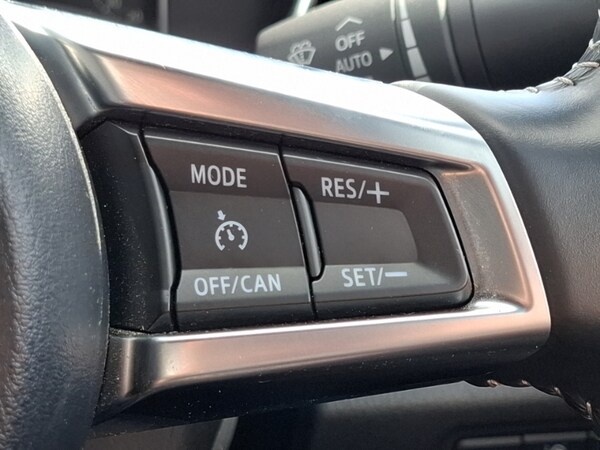 OFF
AUTO
MODE
RES/+
OFF/CAN
SET/−